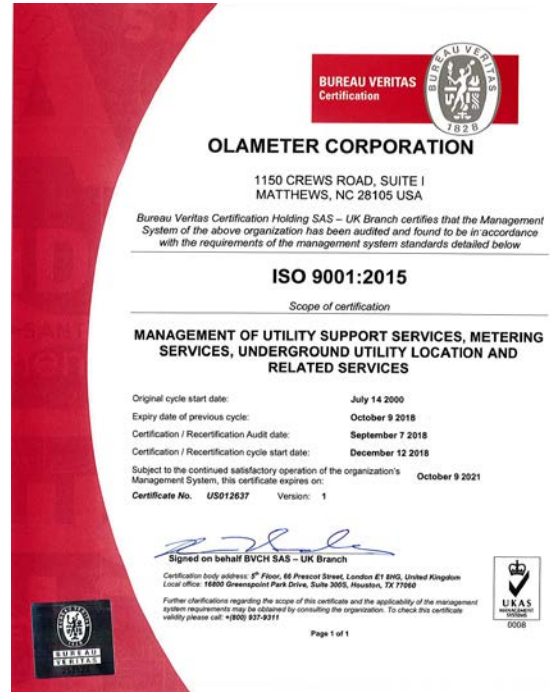 BUREAU VERITAS
Certification
BUREAU VERITAS
1828
OLAMETER CORPORATION
1150 CREWS ROAD, SUITE I
MATTHEWS, NC 28105 USA
Bureau Veritas Certification Holding SAS – UK Branch certifies that the Management
System of the above organization has been audited and found to be in accordance
with the requirements of the management system standards detailed below
ISO 9001:2015
Scope of certification
MANAGEMENT OF UTILITY SUPPORT SERVICES, METERING
SERVICES, UNDERGROUND UTILITY LOCATION AND
RELATED SERVICES
Original cycle start date: July 14 2000
Expiry date of previous cycle: October 9 2018
Certification / Recertification Audit date: September 7 2018
Certification / Recertification cycle start date: December 12 2018
Subject to the continued satisfactory operation of the organization's
Management System, this certificate expires on: October 9 2021
Certificate No. US012637 Version: 1
Signed on behalf BVCH SAS – UK Branch
Certification body address: 5th Floor, 66 Prescot Street, London E1 8HG, United Kingdom
Local office: 16800 Greenspoint Park Drive, Suite 300S, Houston, TX 77060
Further clarifications regarding the scope of this certificate and the applicability of the management
system requirements may be obtained by consulting the organization. To check this certificate
validity please call: +(800) 937-9311
Page 1 of 1
UKAS
MANAGEMENT
SYSTEMS
0008
BUREAU
VERITAS